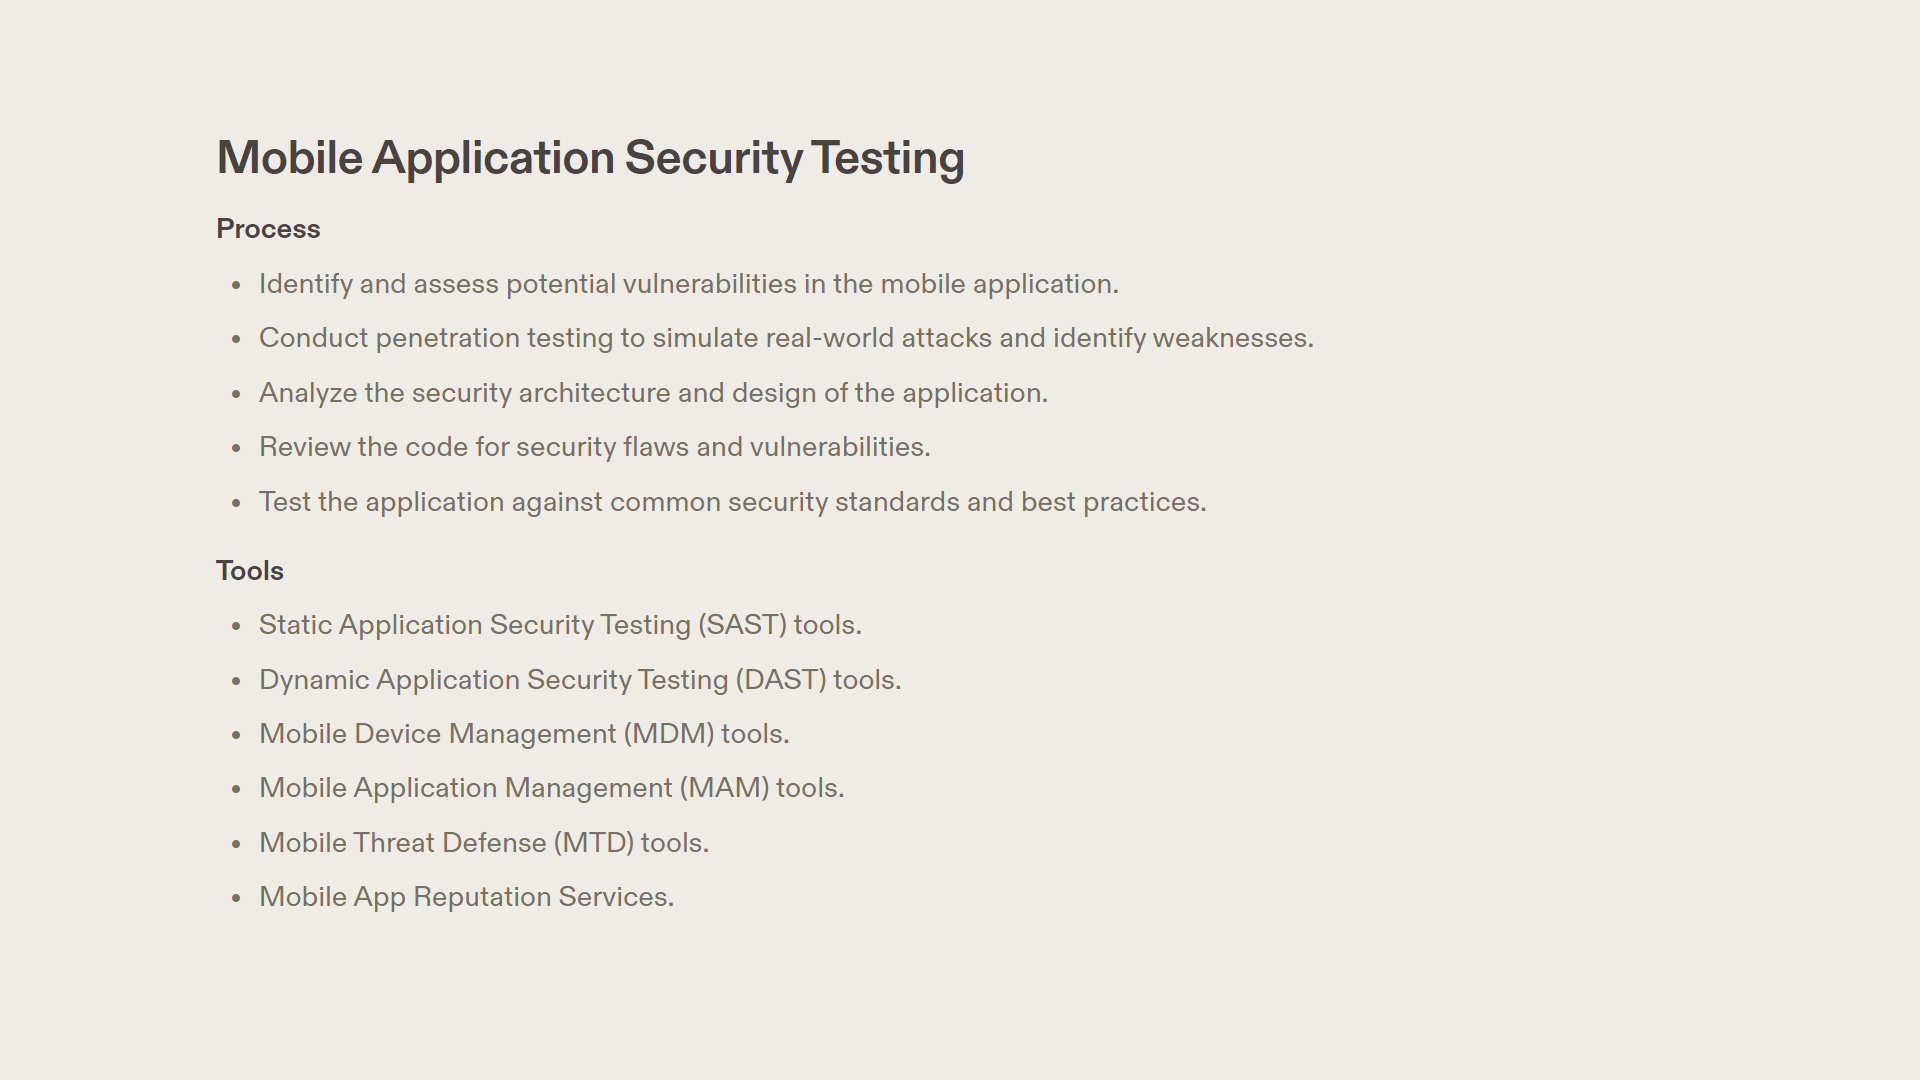 Mobile Application Security Testing
Process
• Identify and assess potential vulnerabilities in the mobile application.
• Conduct penetration testing to simulate real-world attacks and identify weaknesses.
• Analyze the security architecture and design of the application.
• Review the code for security flaws and vulnerabilities.
• Test the application against common security standards and best practices.
Tools
• Static Application Security Testing (SAST) tools.
• Dynamic Application Security Testing (DAST) tools.
• Mobile Device Management (MDM) tools.
• Mobile Application Management (MAM) tools.
• Mobile Threat Defense (MTD) tools.
• Mobile App Reputation Services.